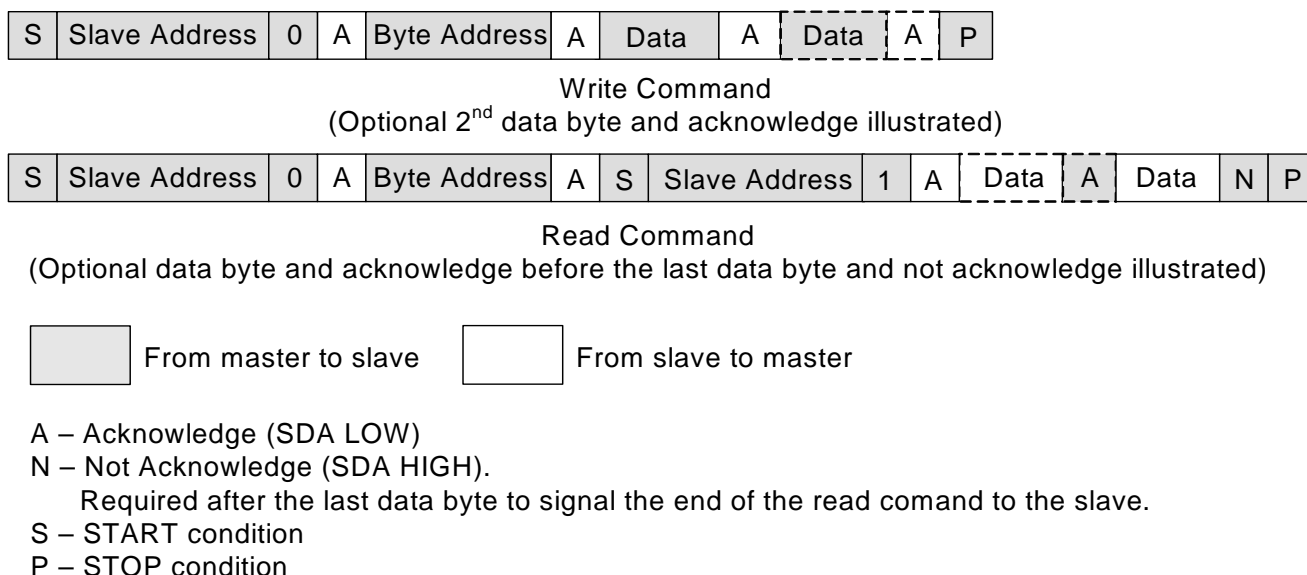 S Slave Address 0 A Byte Address A Data A Data A P
Write Command
(Optional 2nd data byte and acknowledge illustrated)
S Slave Address 0 A Byte Address A S Slave Address 1 A Data A Data N P
Read Command
(Optional data byte and acknowledge before the last data byte and not acknowledge illustrated)
From master to slave From slave to master
A – Acknowledge (SDA LOW)
N – Not Acknowledge (SDA HIGH).
Required after the last data byte to signal the end of the read comand to the slave.
S – START condition
P – STOP condition